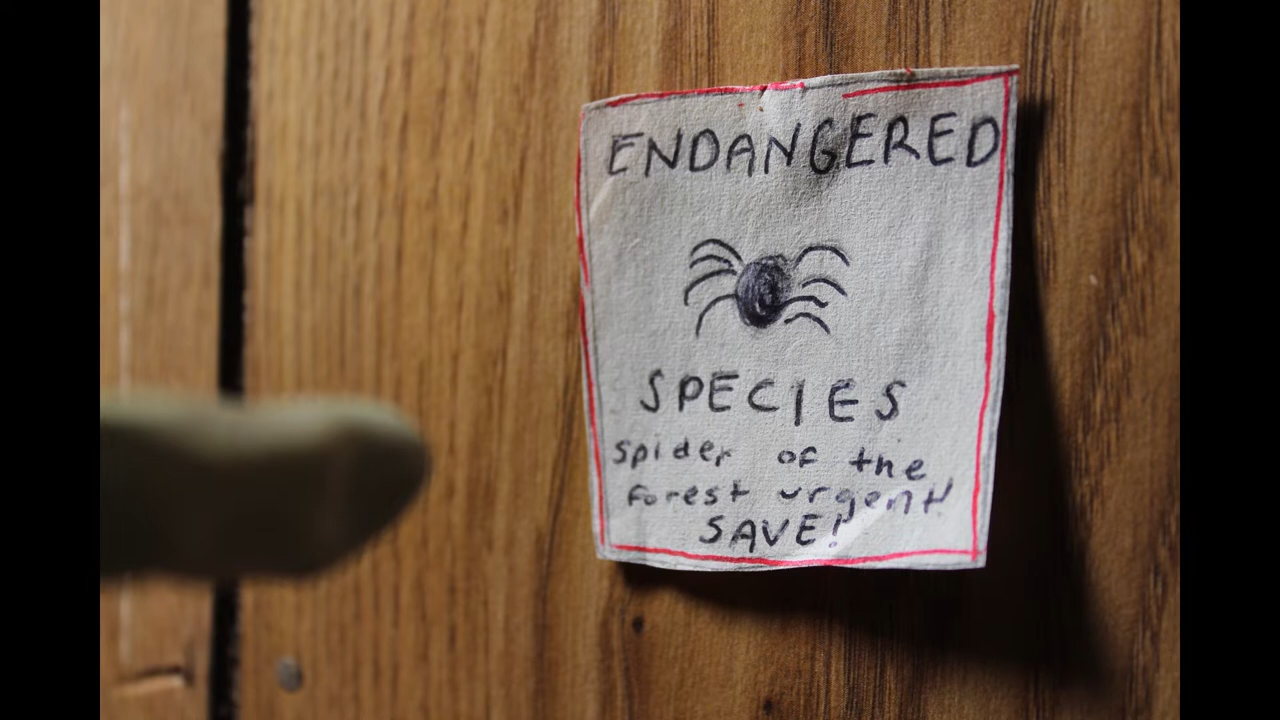 ENDANGERED
SPECIES
Spider of the
forest urgent!
SAVE!